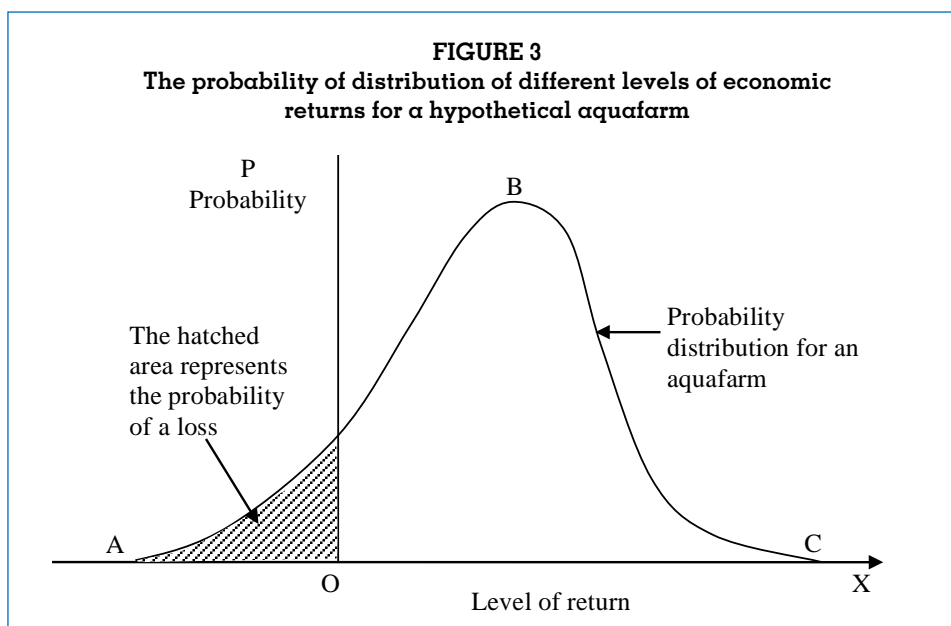 FIGURE 3
The probability of distribution of different levels of economic
returns for a hypothetical aquafarm
P
Probability
B
The hatched
area represents
the probability
of a loss
Probability
distribution for an
aquafarm
A
C
O
X
Level of return